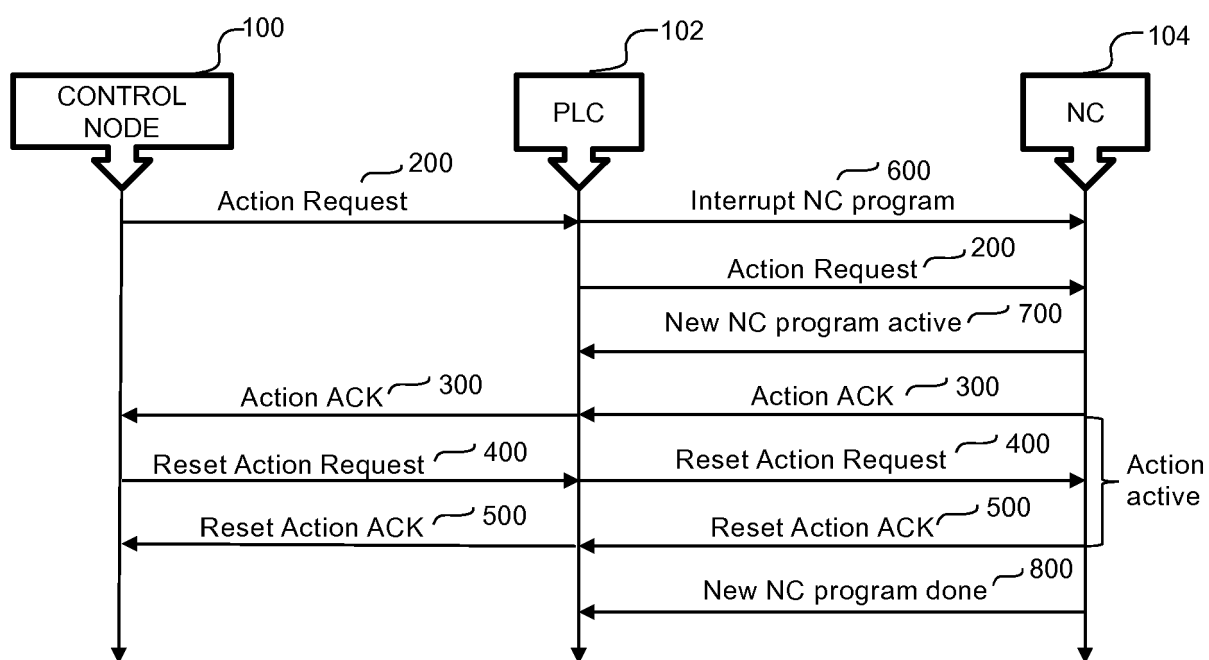 100
102
104
CONTROL
NODE
PLC
NC
200
600
Action Request
Interrupt NC program
200
Action Request
700
New NC program active
300
Action ACK
300
Action ACK
400
Reset Action Request
400
Reset Action Request
Action
active
500
Reset Action ACK
500
Reset Action ACK
800
New NC program done